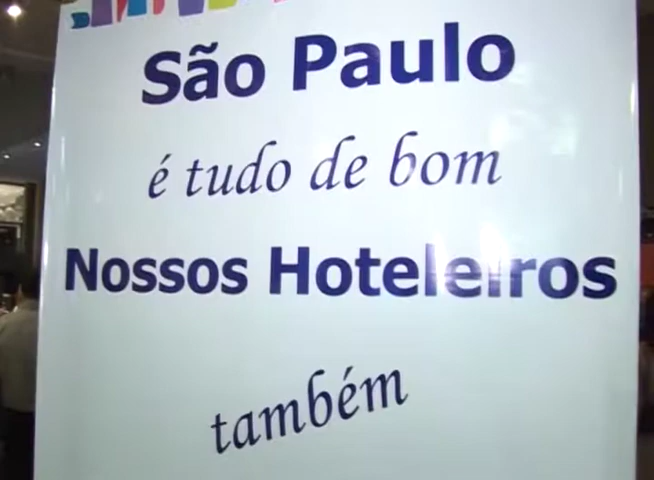 São Paulo
é tudo de bom
Nossos Hoteleiros
também